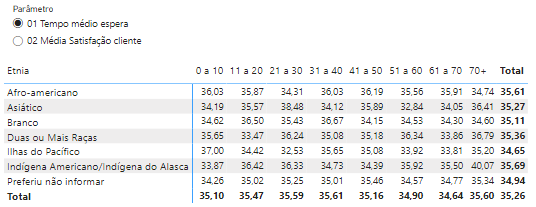 Parâmetro
01 Tempo médio espera
02 Média Satisfação cliente
Etnia 0 a 10 11 a 20 21 a 30 31 a 40 41 a 50 51 a 60 61 a 70 70+ Total
Afro-americano 36,03 35,87 34,31 36,03 36,19 35,56 35,91 34,74 35,61
Asiático 34,19 35,57 38,48 34,12 35,89 32,84 34,05 36,41 35,27
Branco 34,62 36,50 35,43 36,67 34,15 34,53 34,30 34,60 35,11
Duas ou Mais Raças 35,65 33,47 36,24 35,08 35,18 36,34 33,86 36,79 35,36
Ilhas do Pacífico 37,00 34,42 32,53 35,65 35,08 33,92 33,81 35,20 34,65
Indígena Americano/Indígena do Alasca 33,87 36,42 36,33 34,73 34,39 35,92 35,50 40,07 35,69
Preferiu não informar 34,26 35,02 35,25 35,01 35,46 34,57 34,77 35,34 34,94
Total 35,10 35,47 35,59 35,61 35,16 34,90 34,64 35,60 35,26